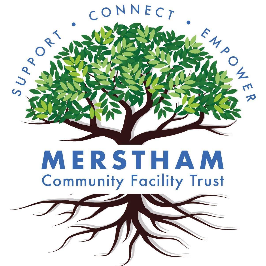 SUPPORT • CONNECT • EMPOWER
MERSTHAM
Community Facility Trust